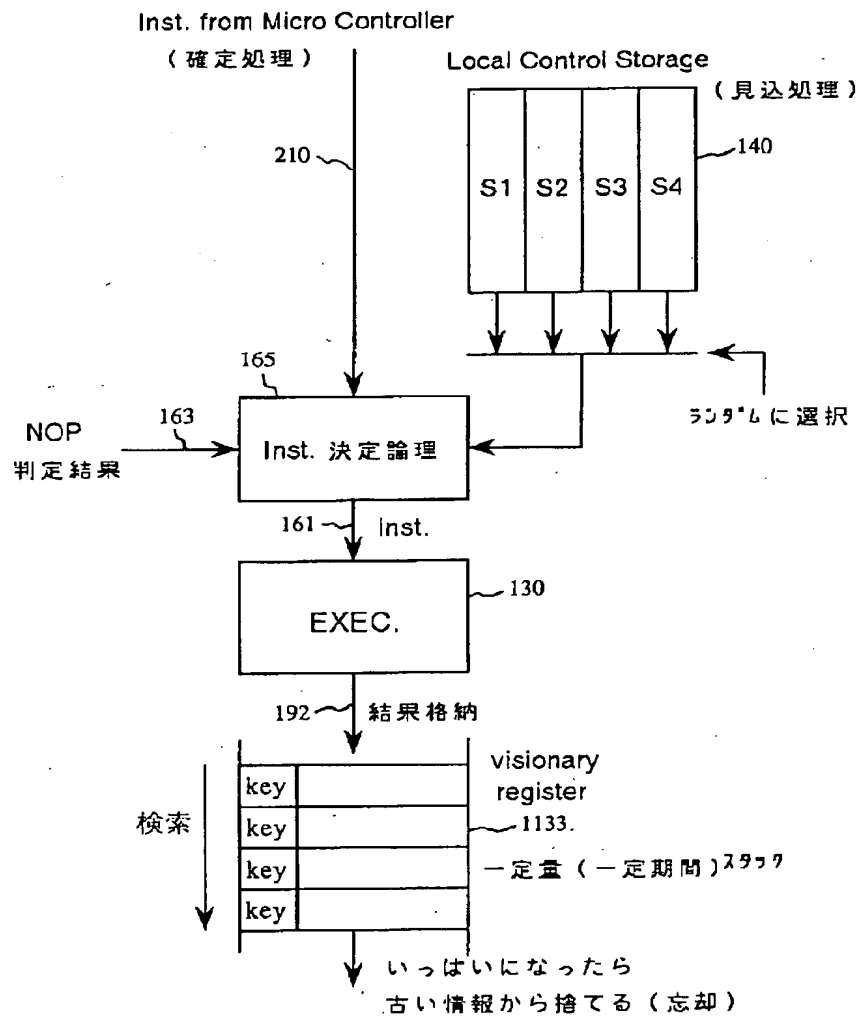 Inst. from Micro Controller
(確定処理)
Local Control Storage
(見込処理)
210
140
S1 S2 S3 S4
165
163
NOP
判定結果
Inst. 決定論理
ランダムに選択
161
inst.
130
EXEC.
192
結果格納
visionary
register
検索
key
key
key
key
1133.
一定量(一定期間)スタック
いっぱいになったら
古い情報から捨てる(忘却)